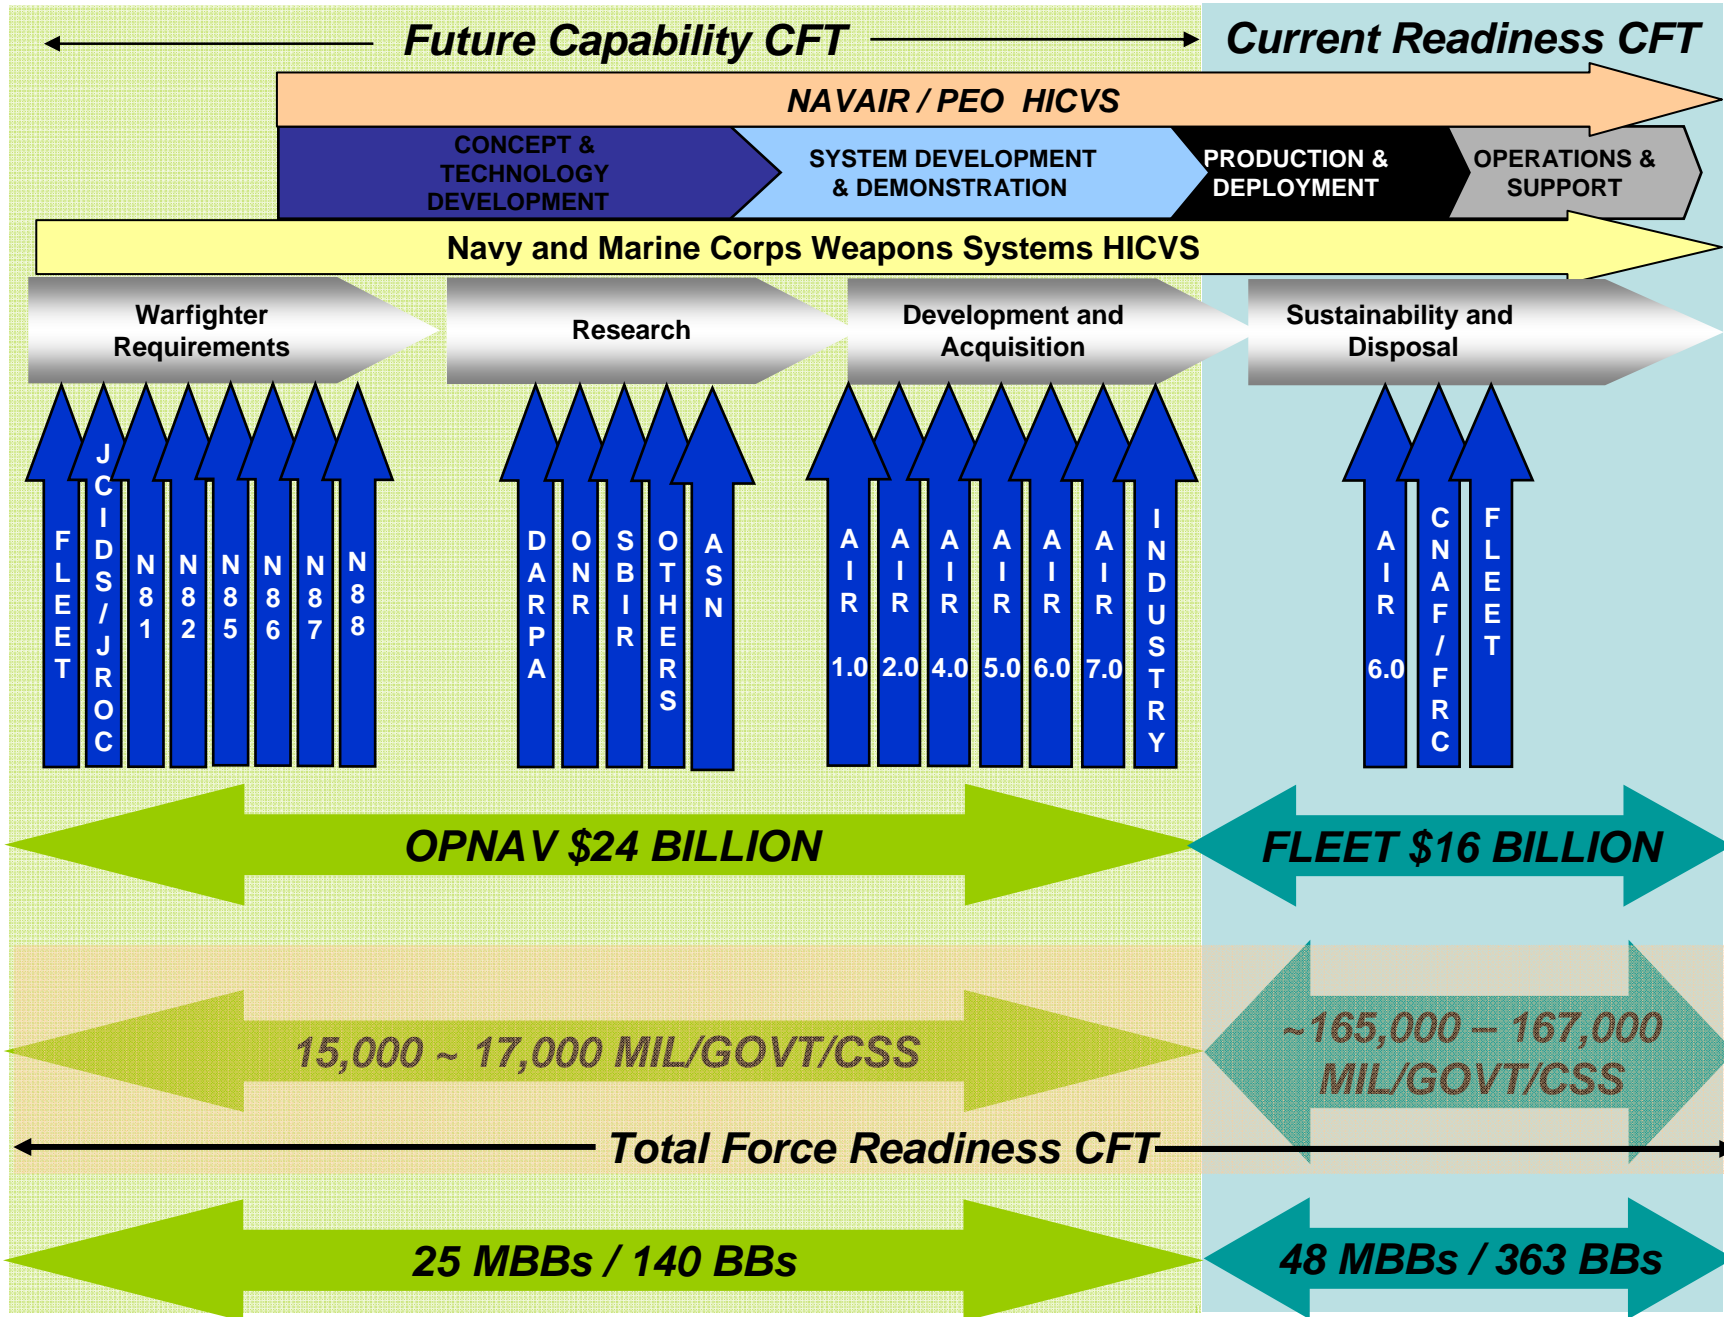 Future Capability CFT
Current Readiness CFT
NAVAIR / PEO HICVS
CONCEPT &
TECHNOLOGY
DEVELOPMENT
SYSTEM DEVELOPMENT
& DEMONSTRATION
PRODUCTION &
DEPLOYMENT
OPERATIONS &
SUPPORT
Navy and Marine Corps Weapons Systems HICVS
Warfighter
Requirements
Research
Development and
Acquisition
Sustainability and
Disposal
FLEET
JCIDS/JROC
N81
N82
N85
N86
N87
N88
DARPA
ONR
SBIR
OTHERS
ASN
AIR 1.0
AIR 2.0
AIR 4.0
AIR 5.0
AIR 6.0
AIR 7.0
INDUSTRY
AIR 6.0
CNAF/FRC
FLEET
OPNAV $24 BILLION
FLEET $16 BILLION
15,000 ~ 17,000 MIL/GOVT/CSS
~165,000 – 167,000
MIL/GOVT/CSS
Total Force Readiness CFT
25 MBBs / 140 BBs
48 MBBs / 363 BBs